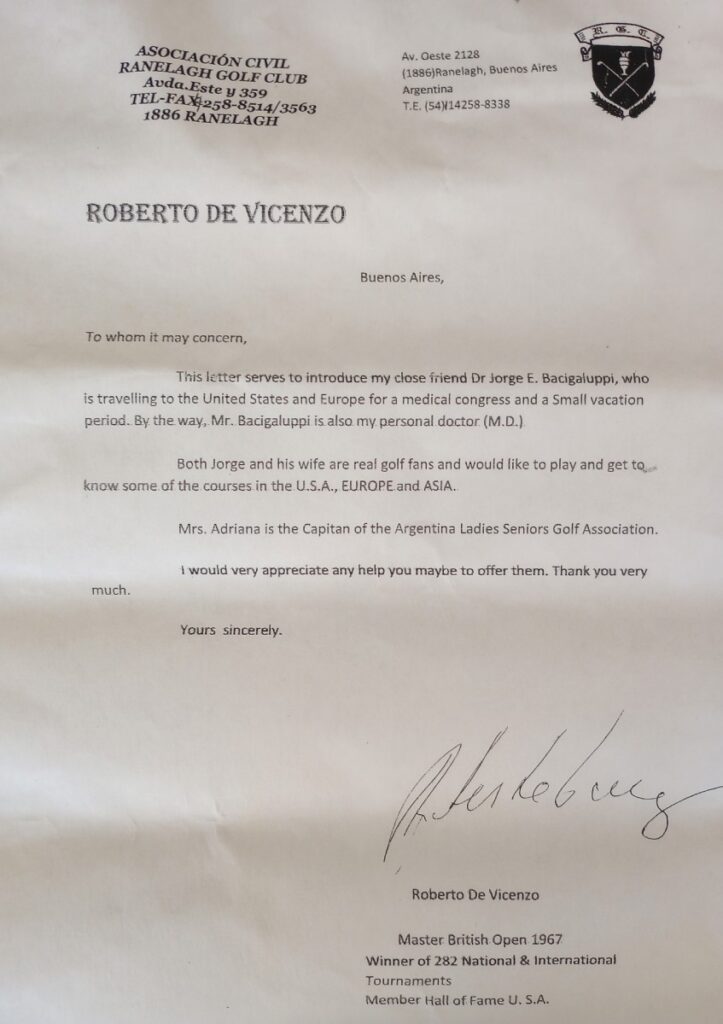 ASOCIACIÓN CIVIL
RANELAGH GOLF CLUB
Avda.Este y 359
TEL-FAX 258-8514/3563
1886 RANELAGH
Av. Oeste 2128
(1886)Ranelagh, Buenos Aires
Argentina
T.E. (54)14258-8338
R. G. C.
ROBERTO DE VICENZO
Buenos Aires,
To whom it may concern,
This letter serves to introduce my close friend Dr Jorge E. Bacigaluppi, who
is travelling to the United States and Europe for a medical congress and a Small vacation
period. By the way, Mr. Bacigaluppi is also my personal doctor (M.D.)
Both Jorge and his wife are real golf fans and would like to play and get to
know some of the courses in the U.S.A., EUROPE and ASIA.
Mrs. Adriana is the Capitan of the Argentina Ladies Seniors Golf Association.
I would very appreciate any help you maybe to offer them. Thank you very
much.
Yours sincerely.
Roberto De Vicenzo
Master British Open 1967
Winner of 282 National & International
Tournaments
Member Hall of Fame U. S.A.